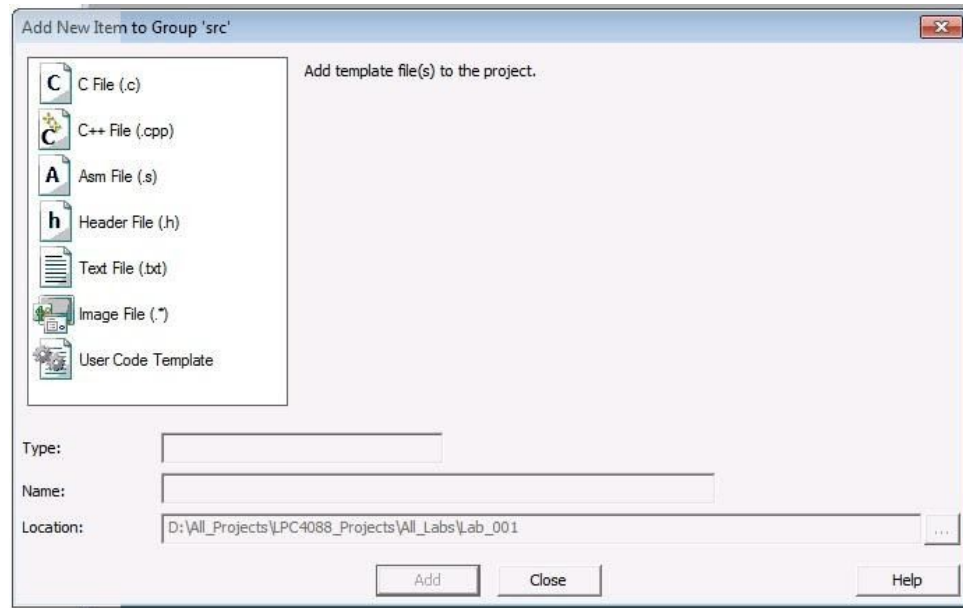 Add New Item to Group 'src'
C File (.c)
Add template file(s) to the project.
C++ File (.cpp)
Asm File (.s)
Header File (.h)
Text File (.txt)
Image File (.*)
User Code Template
Type:
Name:
Location:
D:\All_Projects\LPC4088_Projects\All_Labs\Lab_001
...
Add
Close
Help